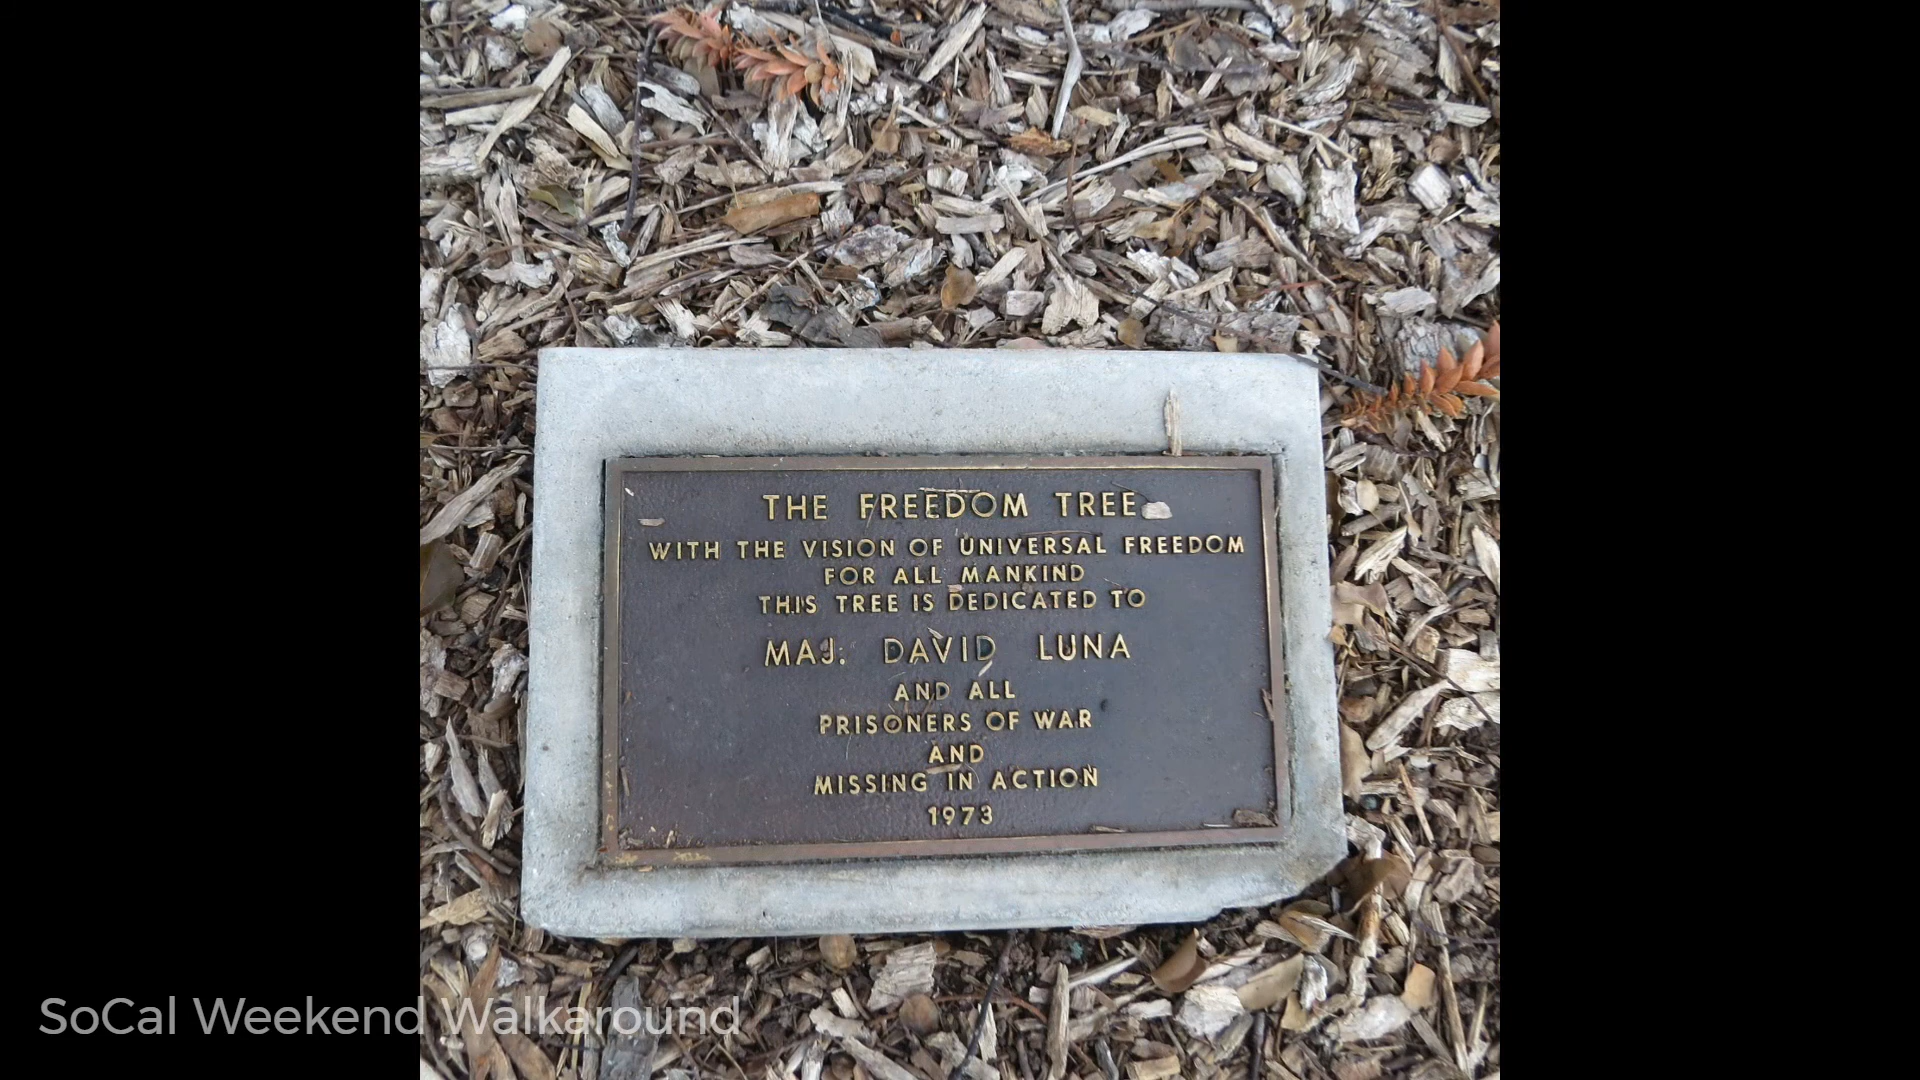 THE FREEDOM TREE
WITH THE VISION OF UNIVERSAL FREEDOM
FOR ALL MANKIND
THIS TREE IS DEDICATED TO
MAJ. DAVID LUNA
AND ALL
PRISONERS OF WAR
AND
MISSING IN ACTION
1973
SoCal Weekend Walkaround